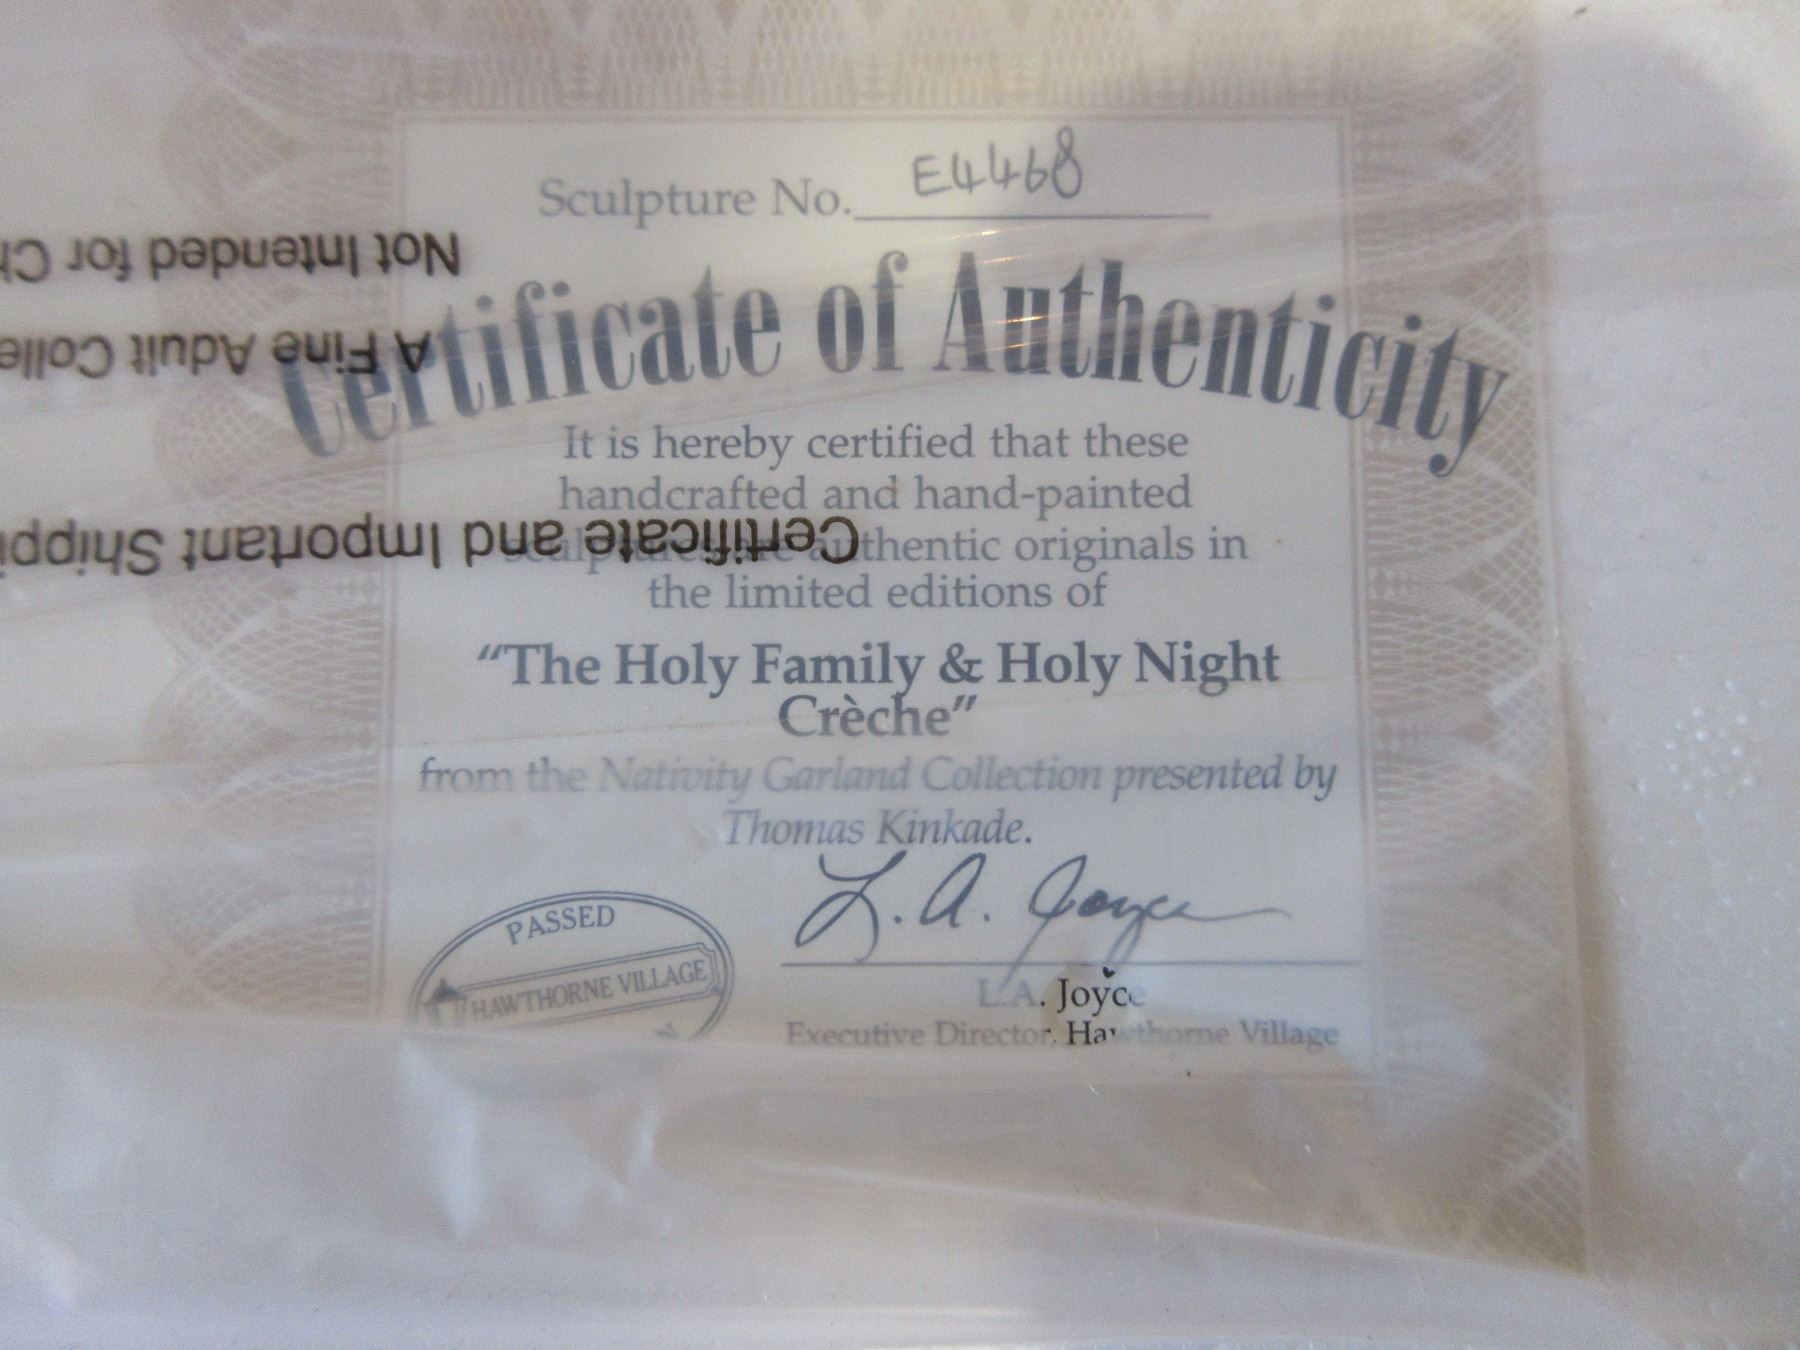 Sculpture No. E4468
Certificate of Authenticity
It is hereby certified that these
handcrafted and hand-painted
sculptures are authentic originals in
the limited editions of
“The Holy Family & Holy Night
Crèche”
from the Nativity Garland Collection presented by
Thomas Kinkade.
L. A. Joyce
L. A. Joyce
Executive Director, Hawthorne Village
PASSED
HAWTHORNE VILLAGE
Certificate and Important Shippi
A Fine Adult Colle
Not Intended for Ch